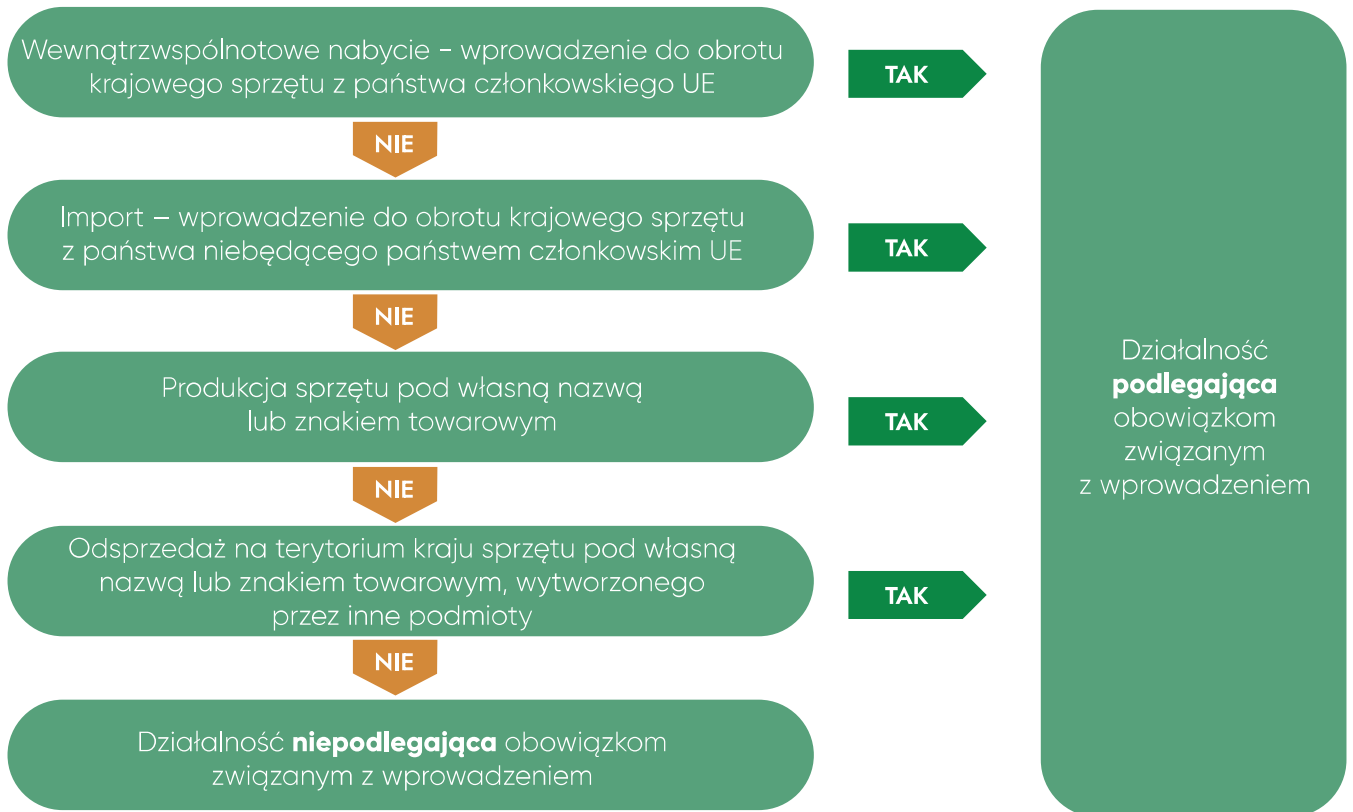 Wewnątrzwspólnotowe nabycie – wprowadzenie do obrotu
krajowego sprzętu z państwa członkowskiego UE
TAK
NIE
Import – wprowadzenie do obrotu krajowego sprzętu
z państwa niebędącego państwem członkowskim UE
TAK
NIE
Produkcja sprzętu pod własną nazwą
lub znakiem towarowym
TAK
NIE
Odsprzedaż na terytorium kraju sprzętu pod własną
nazwą lub znakiem towarowym, wytworzonego
przez inne podmioty
TAK
NIE
Działalność niepodlegająca obowiązkom
związanym z wprowadzeniem
Działalność
podlegająca
obowiązkom
związanym
z wprowadzeniem